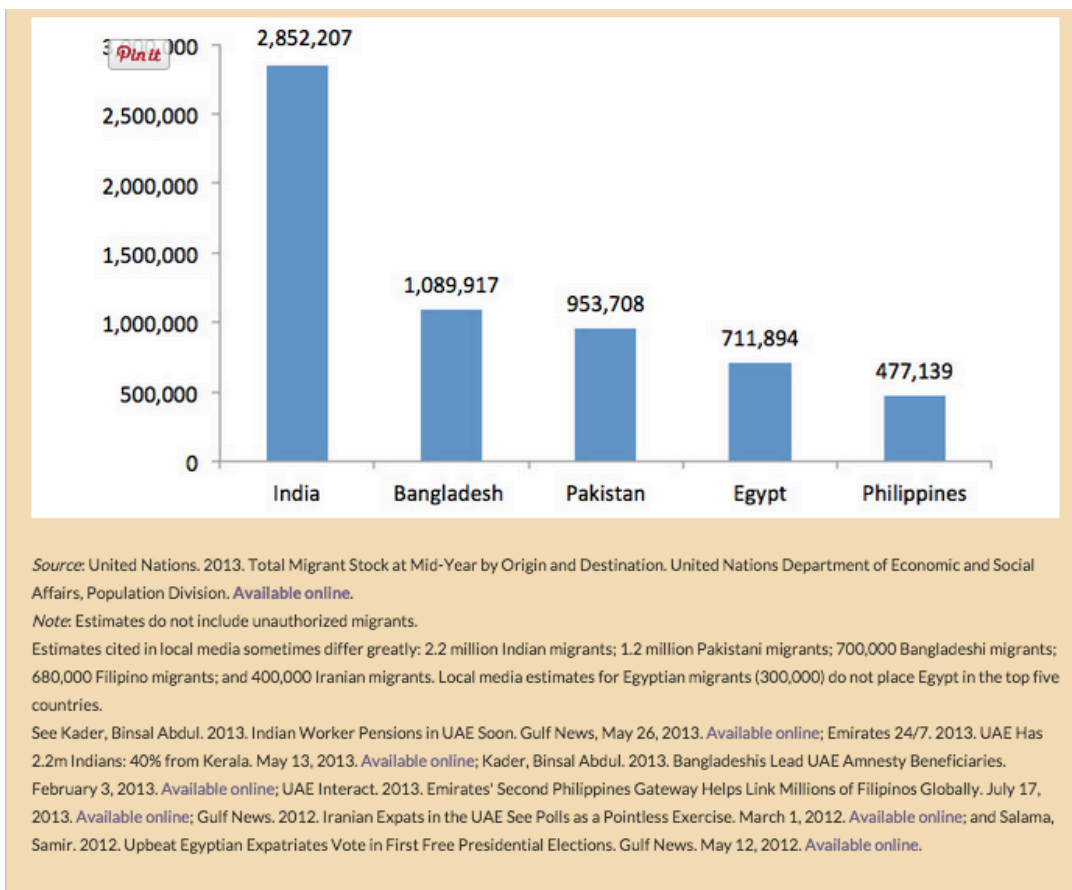 2,852,207
Pin it
2,500,000
2,000,000
1,500,000
1,089,917
953,708
1,000,000
711,894
477,139
500,000
0
India Bangladesh Pakistan Egypt Philippines
Source: United Nations. 2013. Total Migrant Stock at Mid-Year by Origin and Destination. United Nations Department of Economic and Social
Affairs, Population Division. Available online.
Note: Estimates do not include unauthorized migrants.
Estimates cited in local media sometimes differ greatly: 2.2 million Indian migrants; 1.2 million Pakistani migrants; 700,000 Bangladeshi migrants;
680,000 Filipino migrants; and 400,000 Iranian migrants. Local media estimates for Egyptian migrants (300,000) do not place Egypt in the top five
countries.
See Kader, Binsal Abdul. 2013. Indian Worker Pensions in UAE Soon. Gulf News, May 26, 2013. Available online; Emirates 24/7. 2013. UAE Has
2.2m Indians: 40% from Kerala. May 13, 2013. Available online; Kader, Binsal Abdul. 2013. Bangladeshis Lead UAE Amnesty Beneficiaries.
February 3, 2013. Available online; UAE Interact. 2013. Emirates' Second Philippines Gateway Helps Link Millions of Filipinos Globally. July 17,
2013. Available online; Gulf News. 2012. Iranian Expats in the UAE See Polls as a Pointless Exercise. March 1, 2012. Available online; and Salama,
Samir. 2012. Upbeat Egyptian Expatriates Vote in First Free Presidential Elections. Gulf News. May 12, 2012. Available online.